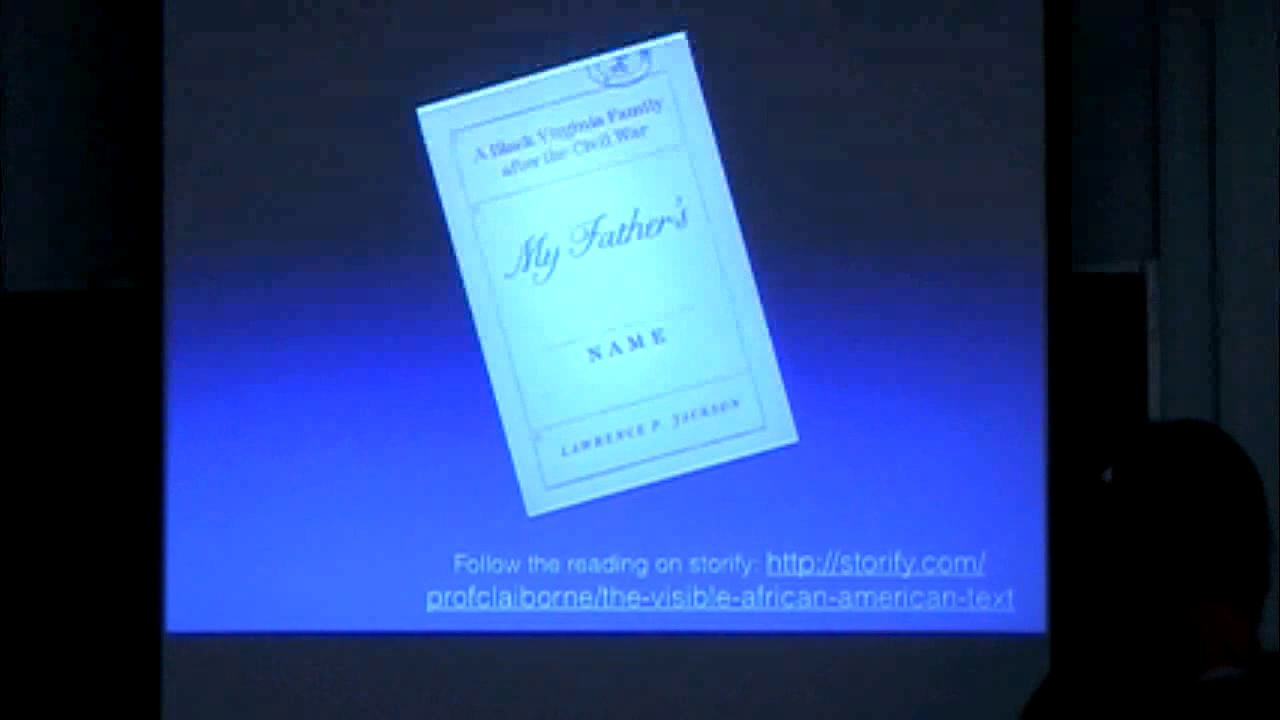 A Black Virginia Family
after the Civil War
My Father's
NAME
LAWRENCE P. JACKSON
Follow the reading on storify: http://storify.com/
profclaiborne/the-visible-african-american-text